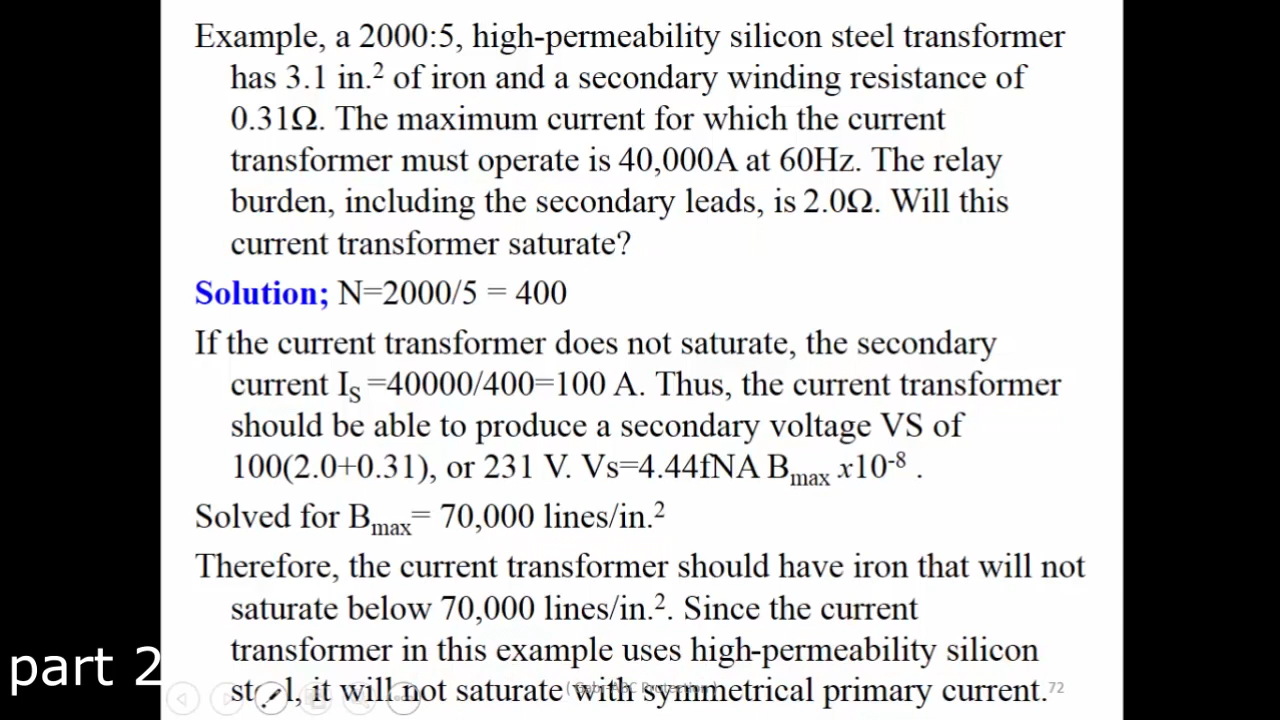 Example, a 2000:5, high-permeability silicon steel transformer
has 3.1 in.² of iron and a secondary winding resistance of
0.31Ω. The maximum current for which the current
transformer must operate is 40,000A at 60Hz. The relay
burden, including the secondary leads, is 2.0Ω. Will this
current transformer saturate?
Solution; N=2000/5 = 400
If the current transformer does not saturate, the secondary
current I_S =40000/400=100 A. Thus, the current transformer
should be able to produce a secondary voltage VS of
100(2.0+0.31), or 231 V. Vs=4.44fNA B_max x10⁻⁸ .
Solved for B_max= 70,000 lines/in.²
Therefore, the current transformer should have iron that will not
saturate below 70,000 lines/in.². Since the current
transformer in this example uses high-permeability silicon
it will not saturate with symmetrical primary current.
72
part 2